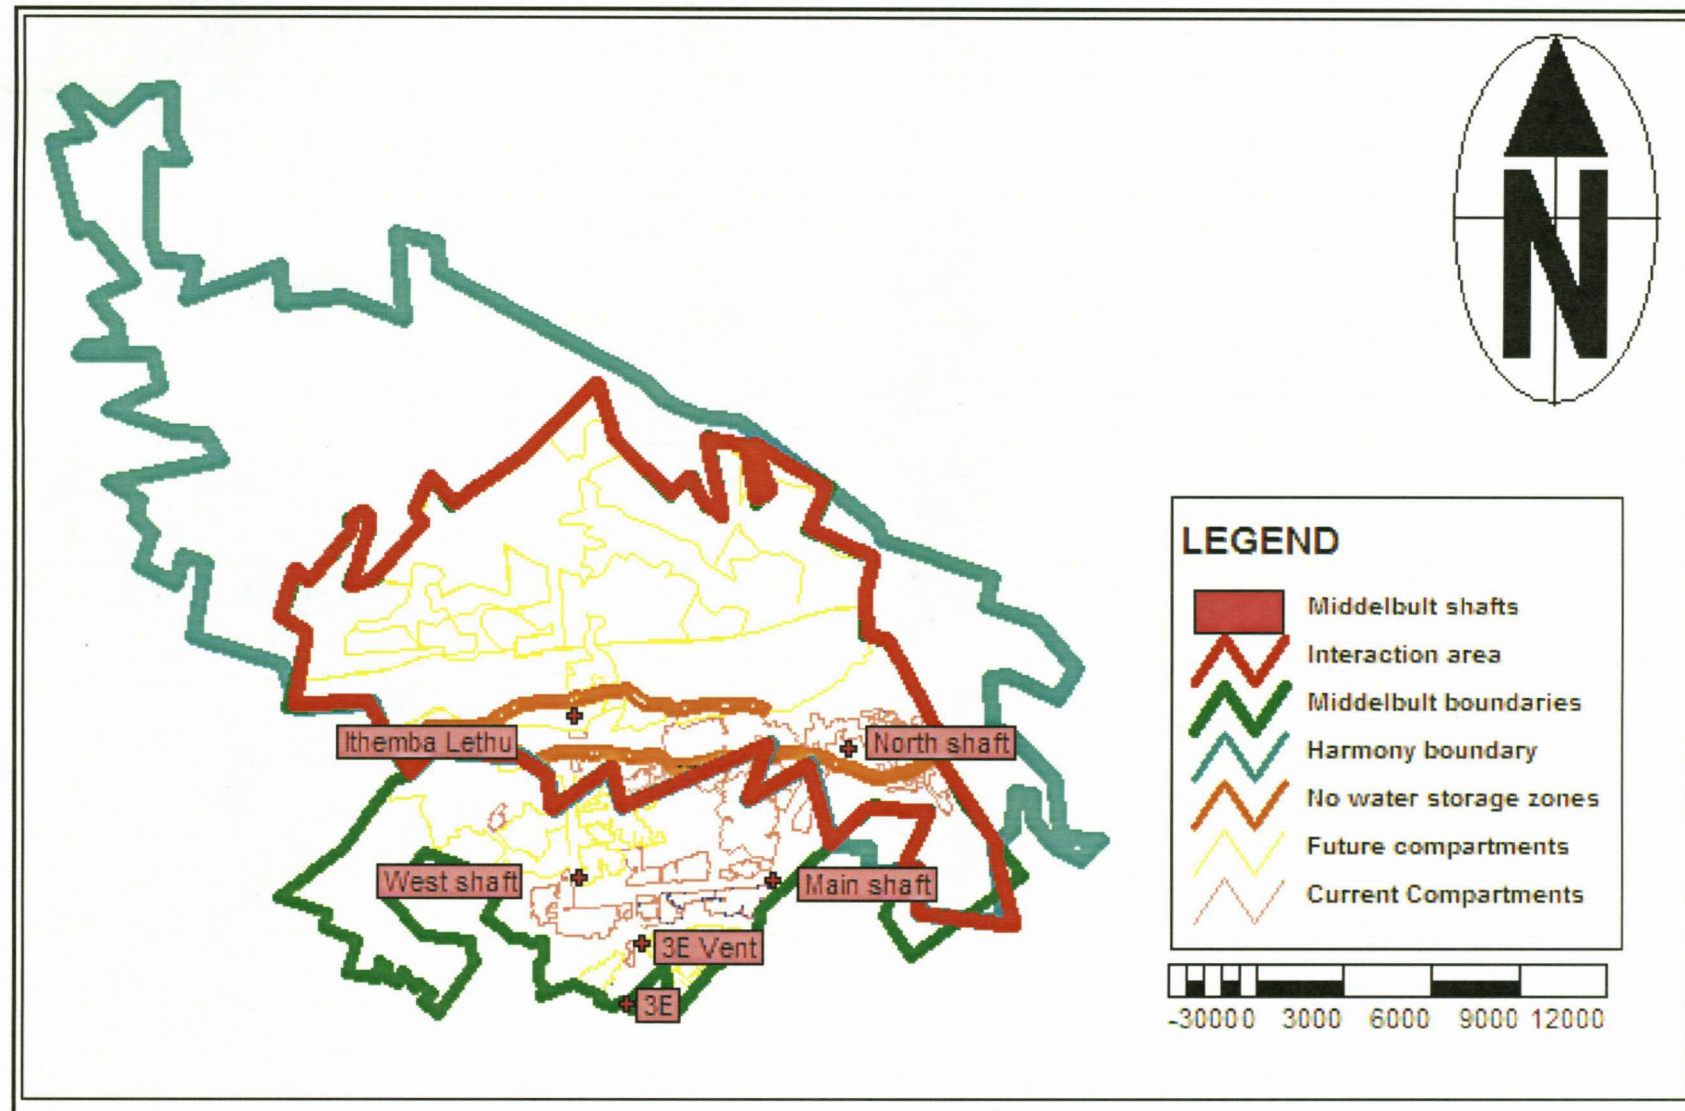 N
Ithemba Lethu
North shaft
West shaft
Main shaft
3E Vent
3E
LEGEND
Middelbult shafts
Interaction area
Middelbult boundaries
Harmony boundary
No water storage zones
Future compartments
Current Compartments
-30000 3000 6000 9000 12000